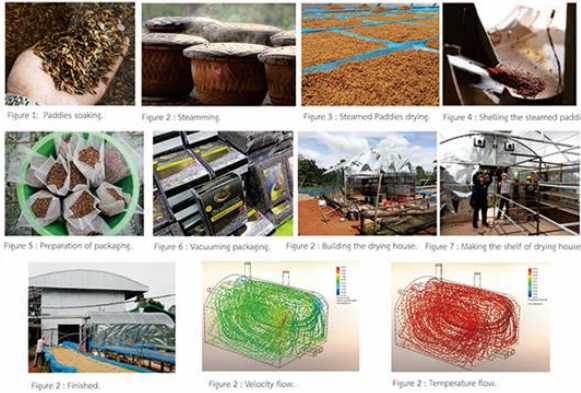 Figure 1: Paddies soaking.
Figure 2 : Steamming.
Figure 3 : Steamed Paddies drying.
Figure 4 : Shelling the steamed paddi
Figure 5 : Preparation of packaging.
Figure 6 : Vacuuming packaging.
Figure 2 : Building the drying house.
Figure 7 : Making the shelf of drying house
Figure 2 : Finished.
Figure 2 : Velocity flow.
Figure 2 : Temperature flow.